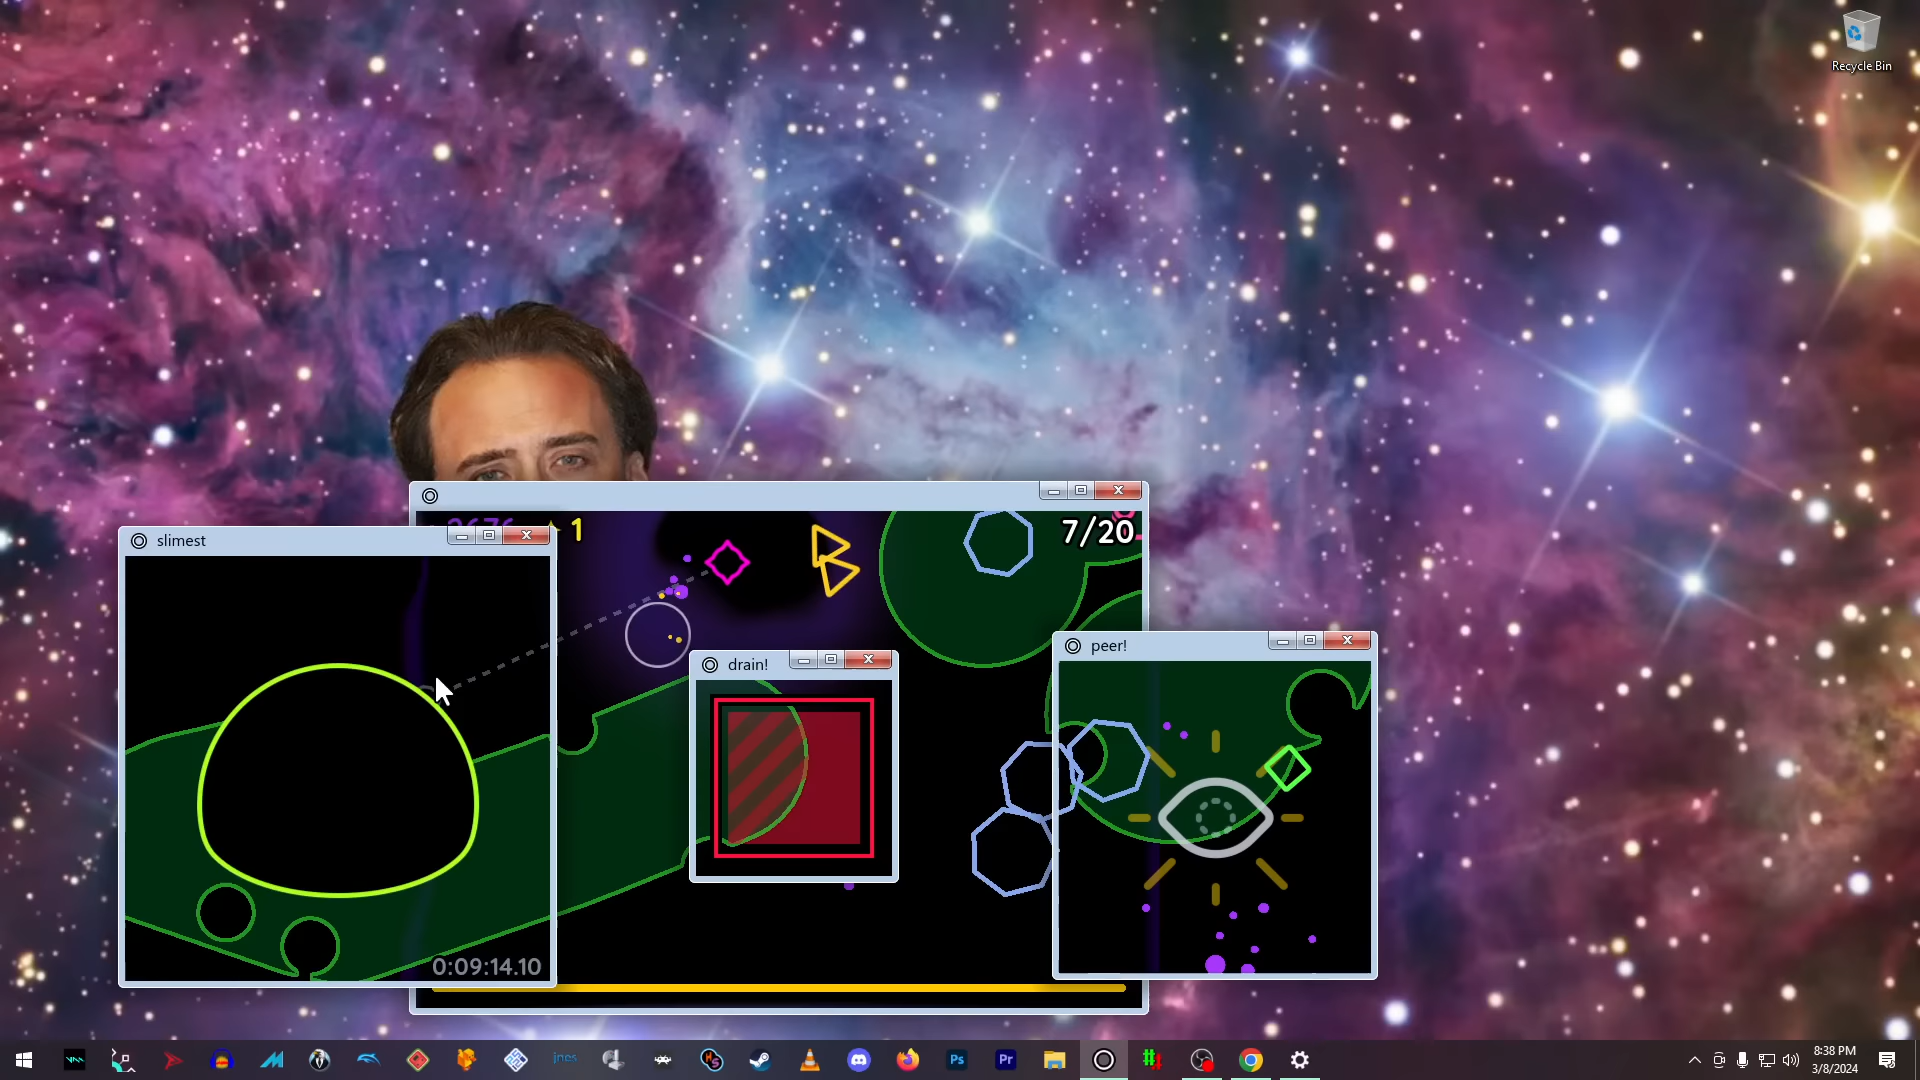 Recycle Bin
1
7/20
slimest
peer!
drain!
0:09:14.10
jnes
Ps
Pr
8:38 PM
3/8/2024